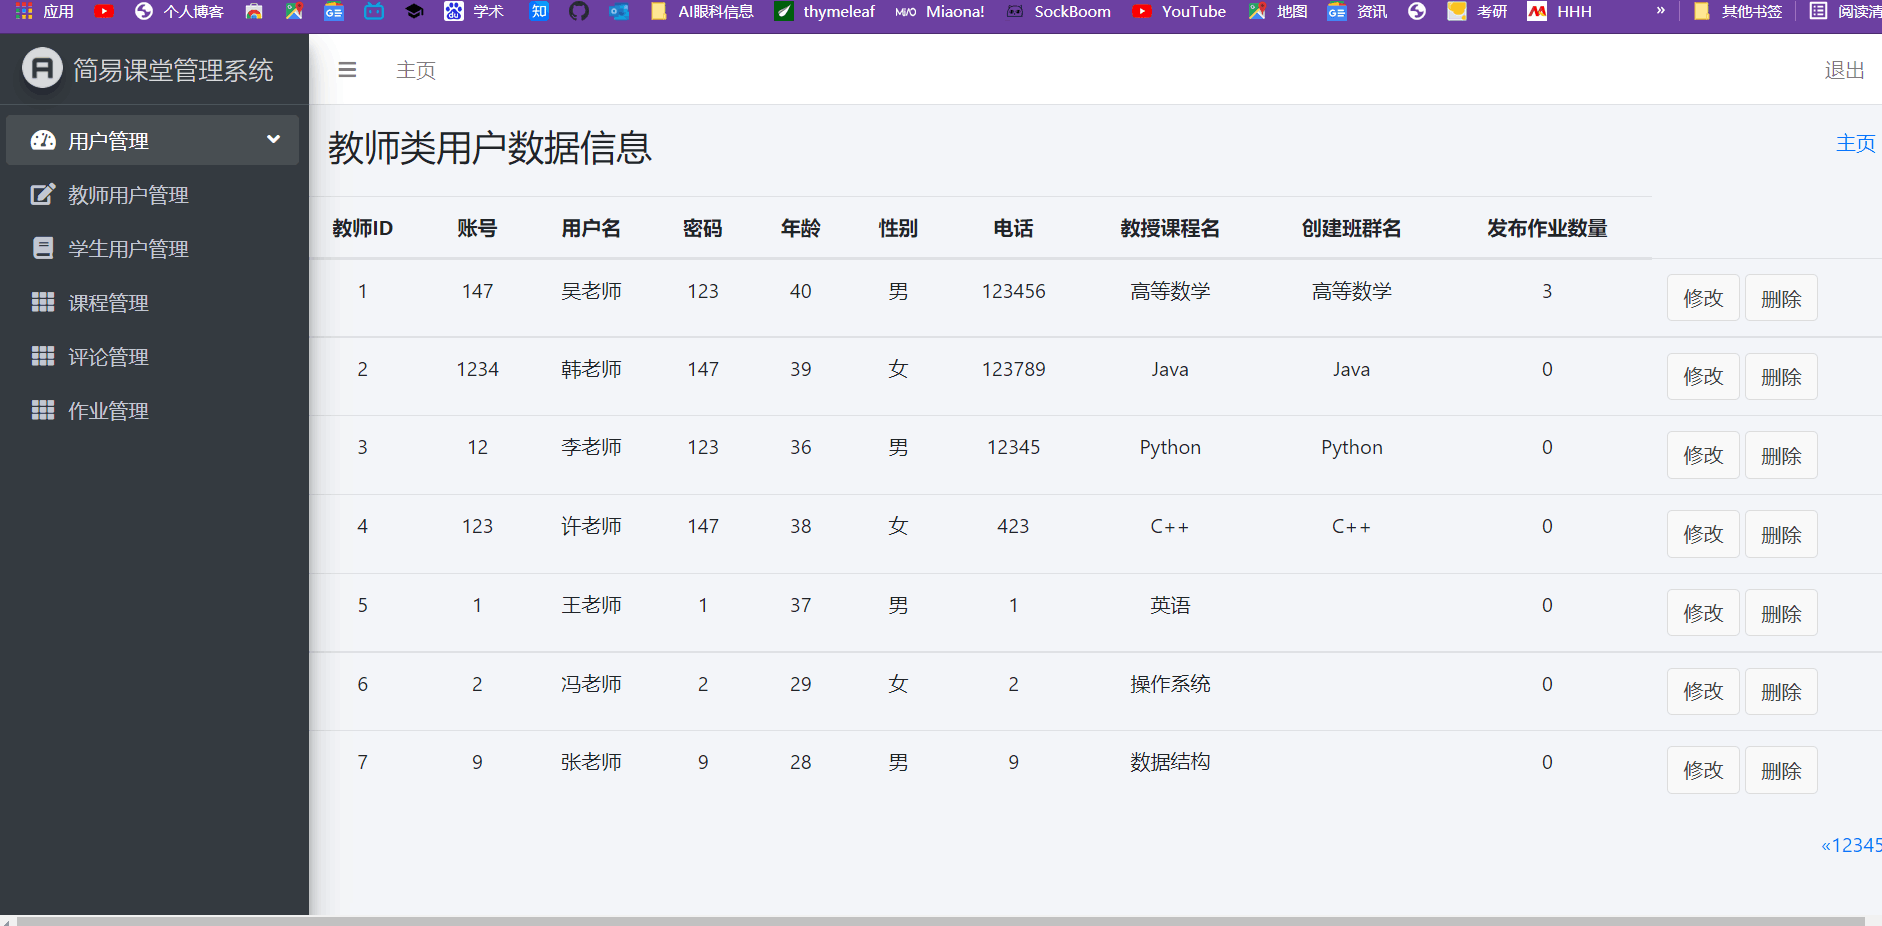 应用 个人博客 学术 知 AI眼科信息 thymeleaf MI/O Miaona! SockBoom YouTube 地图 GE 资讯 考研 HHH » 其他书签 阅读清
简易课堂管理系统
主页
退出
用户管理
教师用户管理
学生用户管理
课程管理
评论管理
作业管理
教师类用户数据信息
主页
教师ID 账号 用户名 密码 年龄 性别 电话 教授课程名 创建班群名 发布作业数量
1 147 吴老师 123 40 男 123456 高等数学 高等数学 3 修改 删除
2 1234 韩老师 147 39 女 123789 Java Java 0 修改 删除
3 12 李老师 123 36 男 12345 Python Python 0 修改 删除
4 123 许老师 147 38 女 423 C++ C++ 0 修改 删除
5 1 王老师 1 37 男 1 英语 0 修改 删除
6 2 冯老师 2 29 女 2 操作系统 0 修改 删除
7 9 张老师 9 28 男 9 数据结构 0 修改 删除
«12345